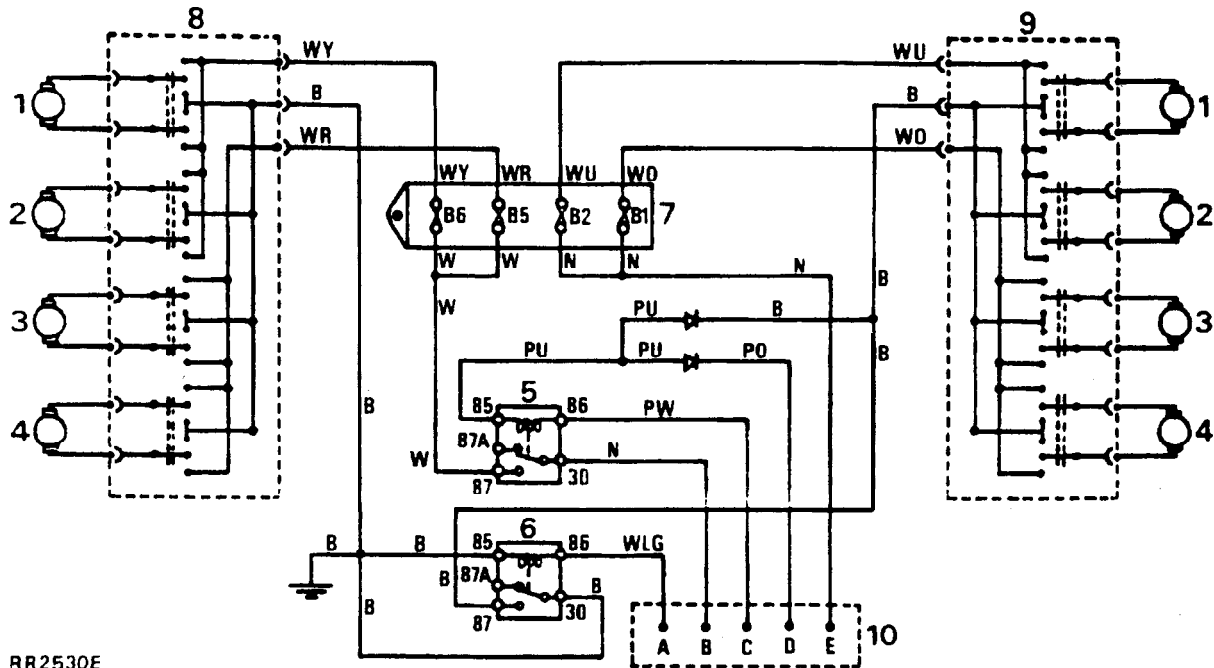 8
9
WY
WU
1
B
B
1
WR
WO
WY WR WU WO
2
B6 B5 B2 B1 7
2
W W N N N
W
B
PU B
3
3
PU PU PO
B
5
85 86 PW
4
B
87A
4
W
N
87 30
6
B B 85 86 WLG
B 87A B
87 30
B
A B C D E 10
RR2530E